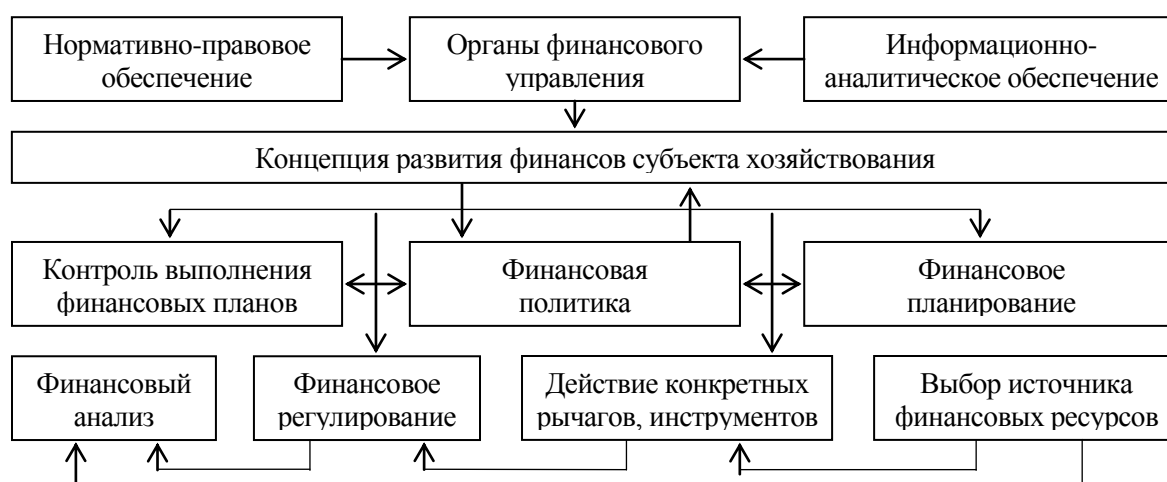 Нормативно-правовое
обеспечение
Органы финансового
управления
Информационно-
аналитическое обеспечение
Концепция развития финансов субъекта хозяйствования
Контроль выполнения
финансовых планов
Финансовая
политика
Финансовое
планирование
Финансовый
анализ
Финансовое
регулирование
Действие конкретных
рычагов, инструментов
Выбор источника
финансовых ресурсов